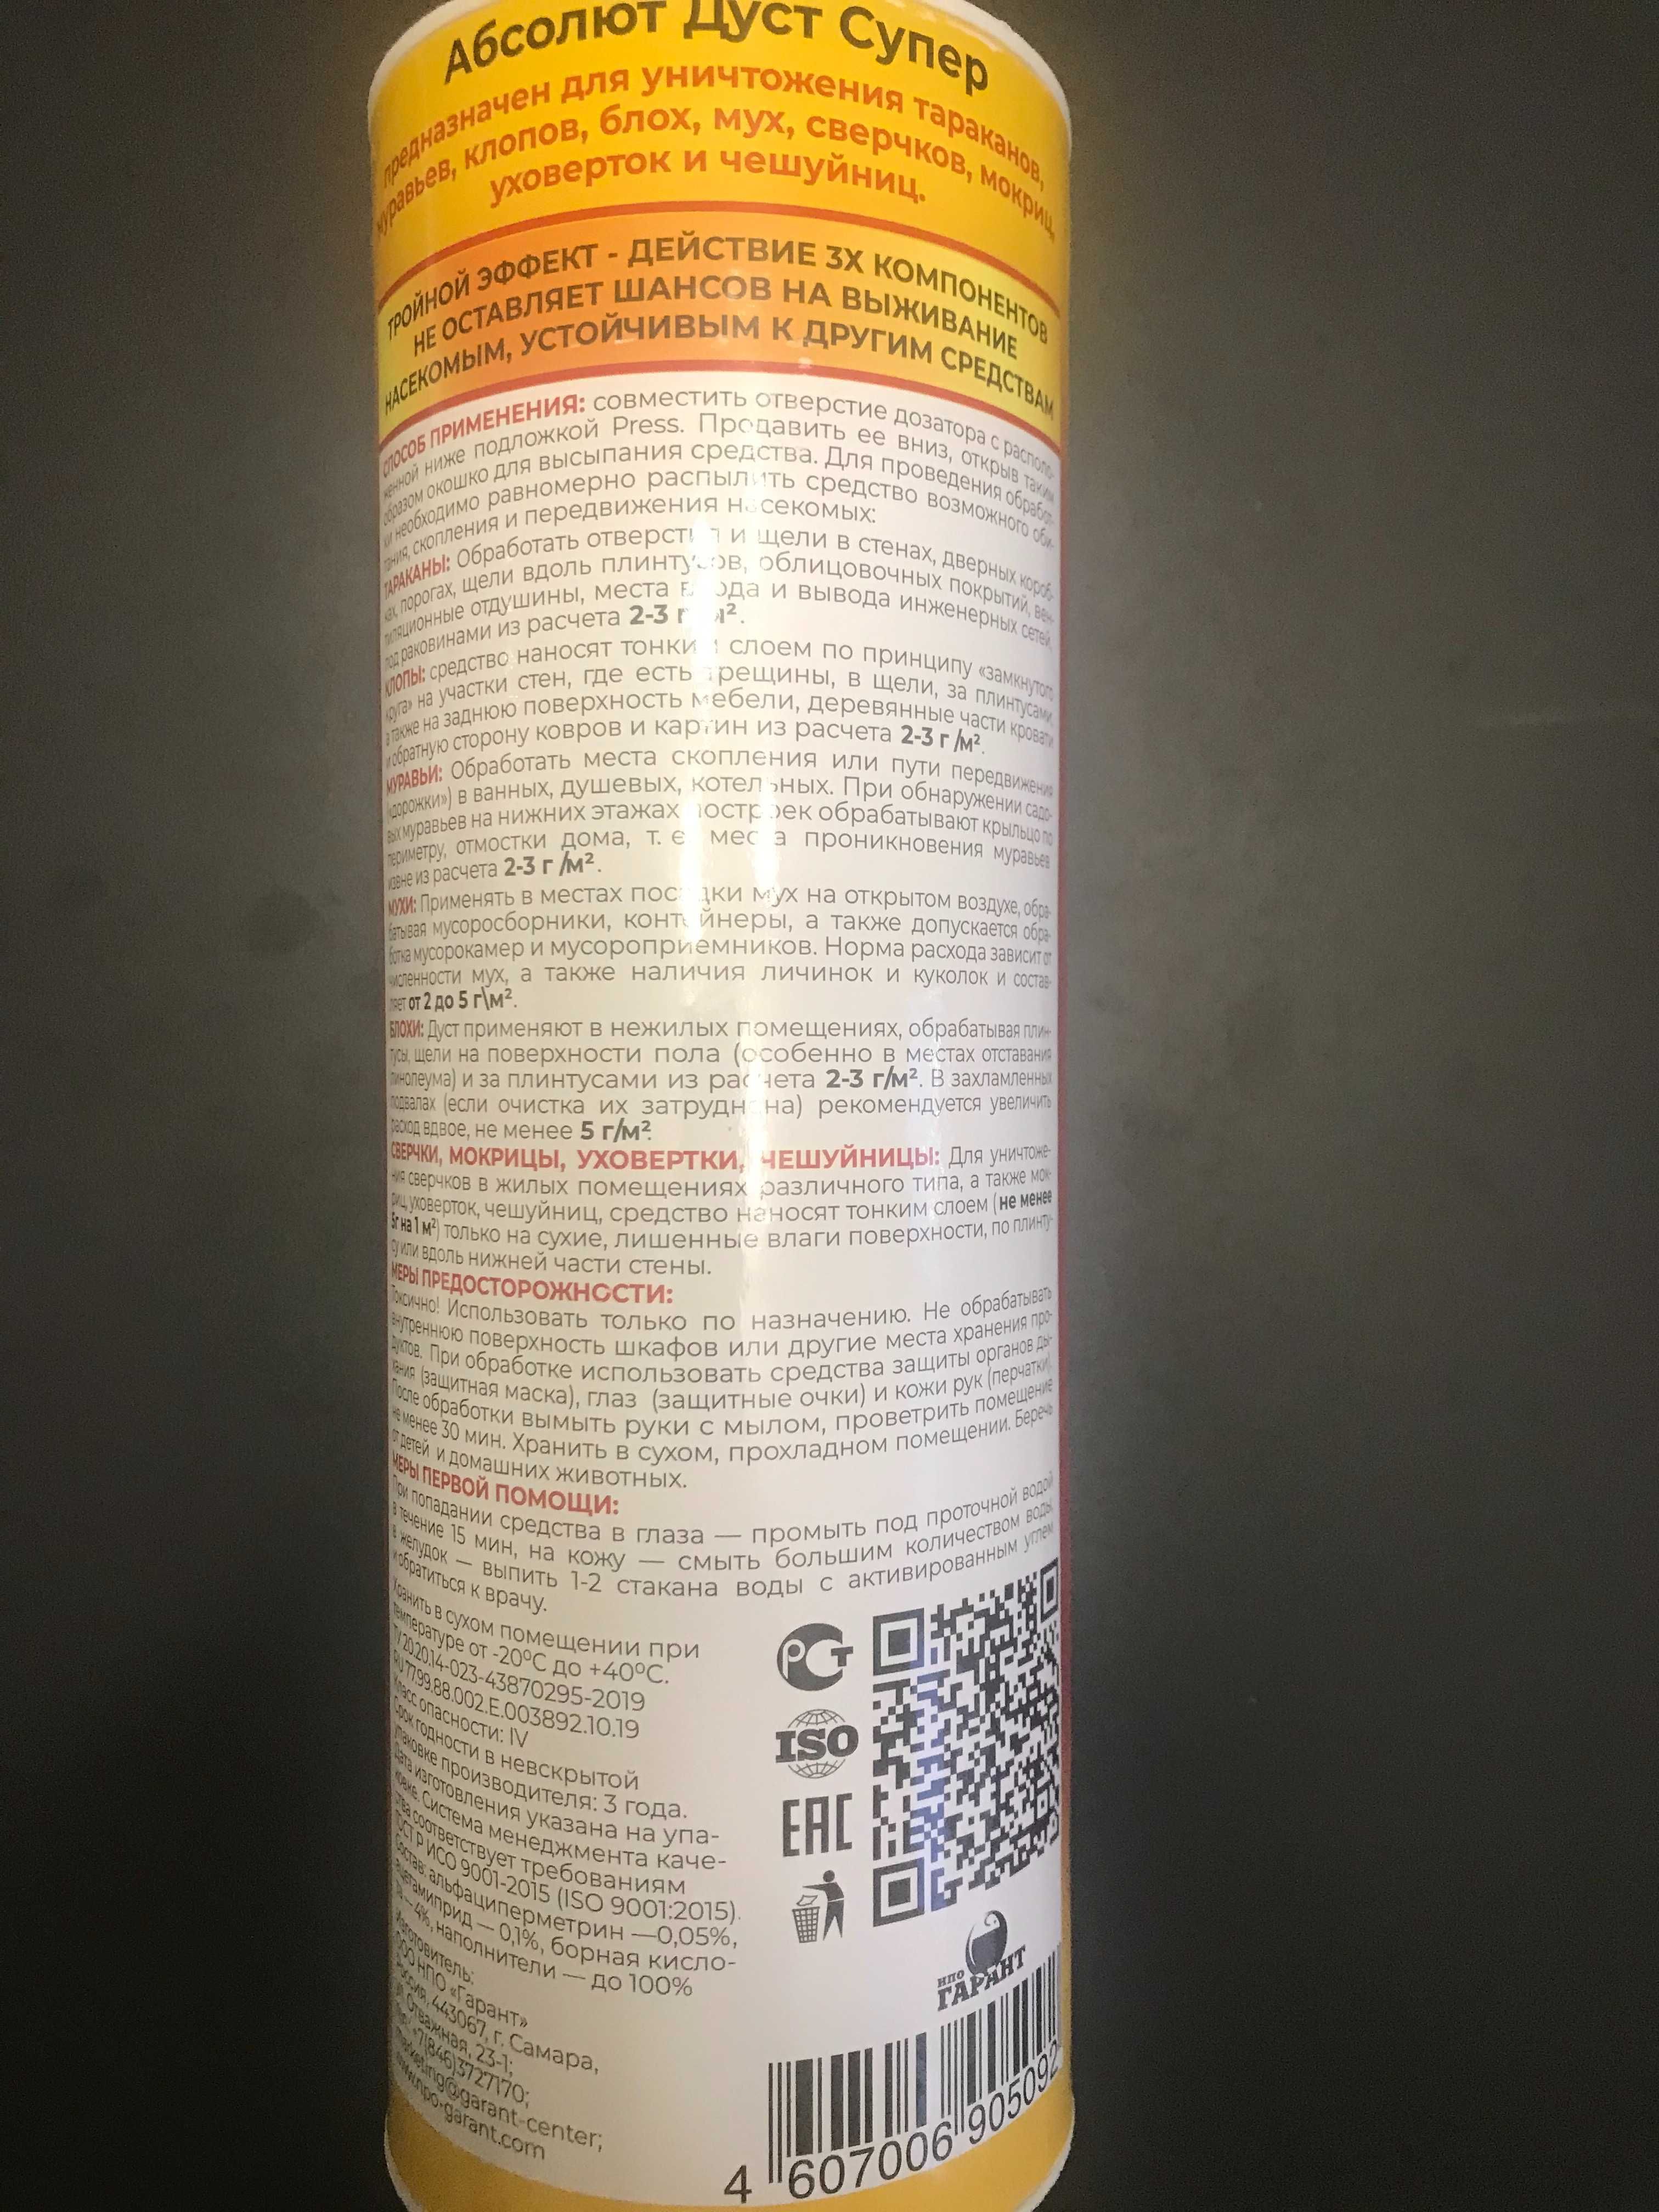 Абсолют Дуст Супер
предназначен для уничтожения тараканов,
муравьев, клопов, блох, мух, сверчков, мокриц,
уховерток и чешуйниц.
ТРОЙНОЙ ЭФФЕКТ - ДЕЙСТВИЕ 3Х КОМПОНЕНТОВ
НЕ ОСТАВЛЯЕТ ШАНСОВ НА ВЫЖИВАНИЕ
НАСЕКОМЫМ, УСТОЙЧИВЫМ К ДРУГИМ СРЕДСТВАМ
СПОСОБ ПРИМЕНЕНИЯ: совместить отверстие дозатора с располо-
женной ниже подложкой Press. Продавить ее вниз, открыв таким
образом окошко для высыпания средства. Для проведения обработ-
ки необходимо равномерно распылить средство возможного оби-
тания, скопления и передвижения насекомых:
ТАРАКАНЫ: Обработать отверстия и щели в стенах, дверных короб-
ках, порогах, щели вдоль плинтусов, облицовочных покрытий, вен-
тиляционные отдушины, места ввода и вывода инженерных сетей,
под раковинами из расчета 2-3 г/м².
КЛОПЫ: средство наносят тонким слоем по принципу «замкнутого
круга» на участки стен, где есть трещины, в щели, за плинтусами,
а также на заднюю поверхность мебели, деревянные части кровати
и обратную сторону ковров и картин из расчета 2-3 г /м².
МУРАВЬИ: Обработать места скопления или пути передвижения
(«дорожки») в ванных, душевых, котельных. При обнаружении садо-
вых муравьев на нижних этажах построек обрабатывают крыльцо по
периметру, отмостки дома, т. е. места проникновения муравьев
извне из расчета 2-3 г /м².
МУХИ: Применять в местах посадки мух на открытом воздухе, обра-
батывая мусоросборники, контейнеры, а также допускается обра-
ботка мусорокамер и мусороприемников. Норма расхода зависит от
численности мух, а также наличия личинок и куколок и состав-
ляет от 2 до 5 г\м².
БЛОХИ: Дуст применяют в нежилых помещениях, обрабатывая плин-
тусы, щели на поверхности пола (особенно в местах отставания
линолеума) и за плинтусами из расчета 2-3 г/м². В захламленных
подвалах (если очистка их затруднена) рекомендуется увеличить
расход вдвое, не менее 5 г/м².
СВЕРЧКИ, МОКРИЦЫ, УХОВЕРТКИ, ЧЕШУЙНИЦЫ: Для уничтоже-
ния сверчков в жилых помещениях различного типа, а также мок-
риц, уховерток, чешуйниц, средство наносят тонким слоем (не менее
5г на 1 м²) только на сухие, лишенные влаги поверхности, по плинту-
су или вдоль нижней части стены.
МЕРЫ ПРЕДОСТОРОЖНОСТИ:
Токсично! Использовать только по назначению. Не обрабатывать
внутреннюю поверхность шкафов или другие места хранения про-
дуктов. При обработке использовать средства защиты органов ды-
хания (защитная маска), глаз (защитные очки) и кожи рук (перчатки).
После обработки вымыть руки с мылом, проветрить помещение
не менее 30 мин. Хранить в сухом, прохладном помещении. Беречь
от детей и домашних животных.
МЕРЫ ПЕРВОЙ ПОМОЩИ:
При попадании средства в глаза — промыть под проточной водой
в течение 15 мин, на кожу — смыть большим количеством воды,
в желудок — выпить 1-2 стакана воды с активированным углем
и обратиться к врачу.
Хранить в сухом помещении при
температуре от -20°С до +40°С.
ТУ 20.20.14-023-43870295-2019
RU 77.99.88.002.Е.003892.10.19
Класс опасности: IV
Срок годности в невскрытой
упаковке производителя: 3 года.
Дата изготовления указана на упа-
ковке. Система менеджмента каче-
ства соответствует требованиям
ГОСТ Р ИСО 9001-2015 (ISO 9001:2015).
Состав: альфациперметрин —0,05%,
ацетамиприд — 0,1%, борная кисло-
та — 4%, наполнители — до 100%
Изготовитель:
ООО НПО «Гарант»
Россия, 443067, г. Самара,
ул. Отважная, 23-1;
тел. +7(846)3727170;
marketing@garant-center;
www.npo-garant.com
РСТ
ISO
ЕАС
НПО
ГАРАНТ
4 607006 905092